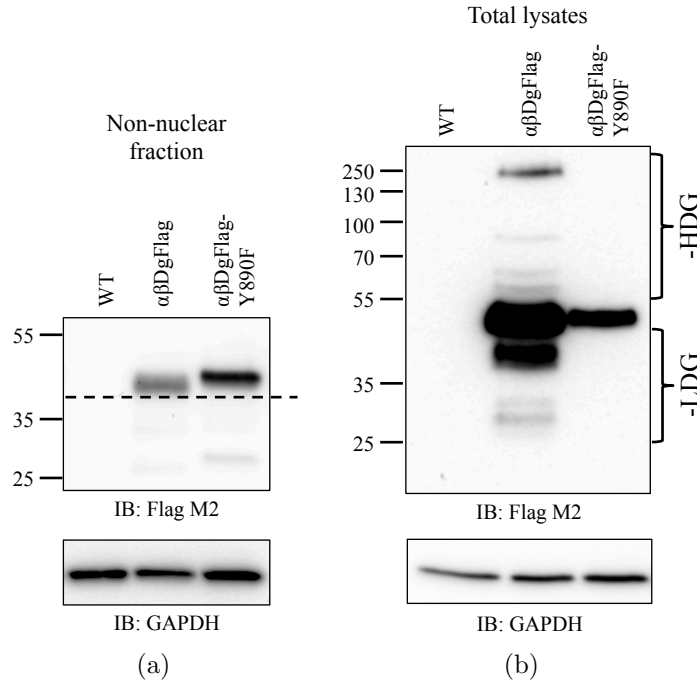 Non-nuclear
fraction
WT
αβDgFlag
αβDgFlag-
Y890F
55
35
25
IB: Flag M2
IB: GAPDH
(a)
Total lysates
WT
αβDgFlag
αβDgFlag-
Y890F
250
130
100
70
55
35
25
-HDG
-LDG
IB: Flag M2
IB: GAPDH
(b)